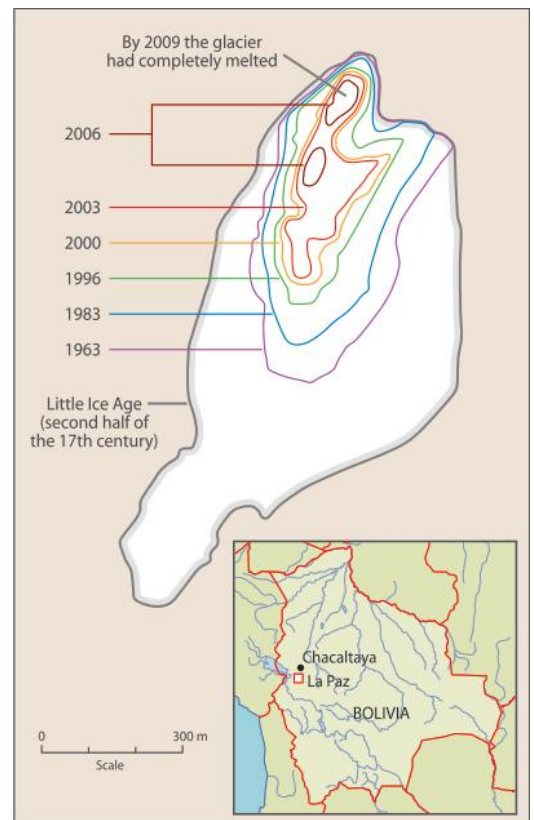 By 2009 the glacier
had completely melted
2006
2003
2000
1996
1983
1963
Little Ice Age
(second half of
the 17th century)
Chacaltaya
La Paz
BOLIVIA
0 300 m
Scale